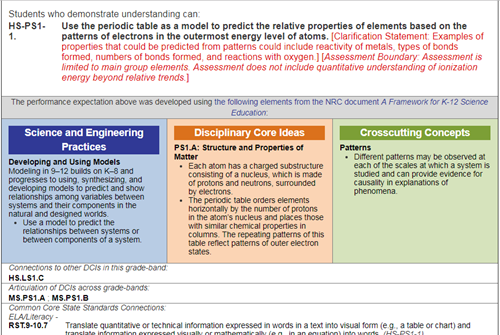 Students who demonstrate understanding can:
HS-PS1- Use the periodic table as a model to predict the relative properties of elements based on the
1. patterns of electrons in the outermost energy level of atoms. [Clarification Statement: Examples of
properties that could be predicted from patterns could include reactivity of metals, types of bonds
formed, numbers of bonds formed, and reactions with oxygen.] [Assessment Boundary: Assessment is
limited to main group elements. Assessment does not include quantitative understanding of ionization
energy beyond relative trends.]
The performance expectation above was developed using the following elements from the NRC document A Framework for K-12 Science
Education:
Science and Engineering
Practices
Developing and Using Models
Modeling in 9–12 builds on K–8 and
progresses to using, synthesizing, and
developing models to predict and show
relationships among variables between
systems and their components in the
natural and designed worlds.
• Use a model to predict the
relationships between systems or
between components of a system.
Disciplinary Core Ideas
PS1.A: Structure and Properties of
Matter
• Each atom has a charged substructure
consisting of a nucleus, which is made
of protons and neutrons, surrounded
by electrons.
• The periodic table orders elements
horizontally by the number of protons
in the atom's nucleus and places those
with similar chemical properties in
columns. The repeating patterns of this
table reflect patterns of outer electron
states.
Crosscutting Concepts
Patterns
• Different patterns may be observed at
each of the scales at which a system is
studied and can provide evidence for
causality in explanations of
phenomena.
Connections to other DCIs in this grade-band:
HS.LS1.C
Articulation of DCIs across grade-bands:
MS.PS1.A ; MS.PS1.B
Common Core State Standards Connections:
ELA/Literacy -
RST.9-10.7 Translate quantitative or technical information expressed in words in a text into visual form (e.g., a table or chart) and
translate information expressed visually or mathematically (e.g., in an equation) into words. (HS-PS1-1)